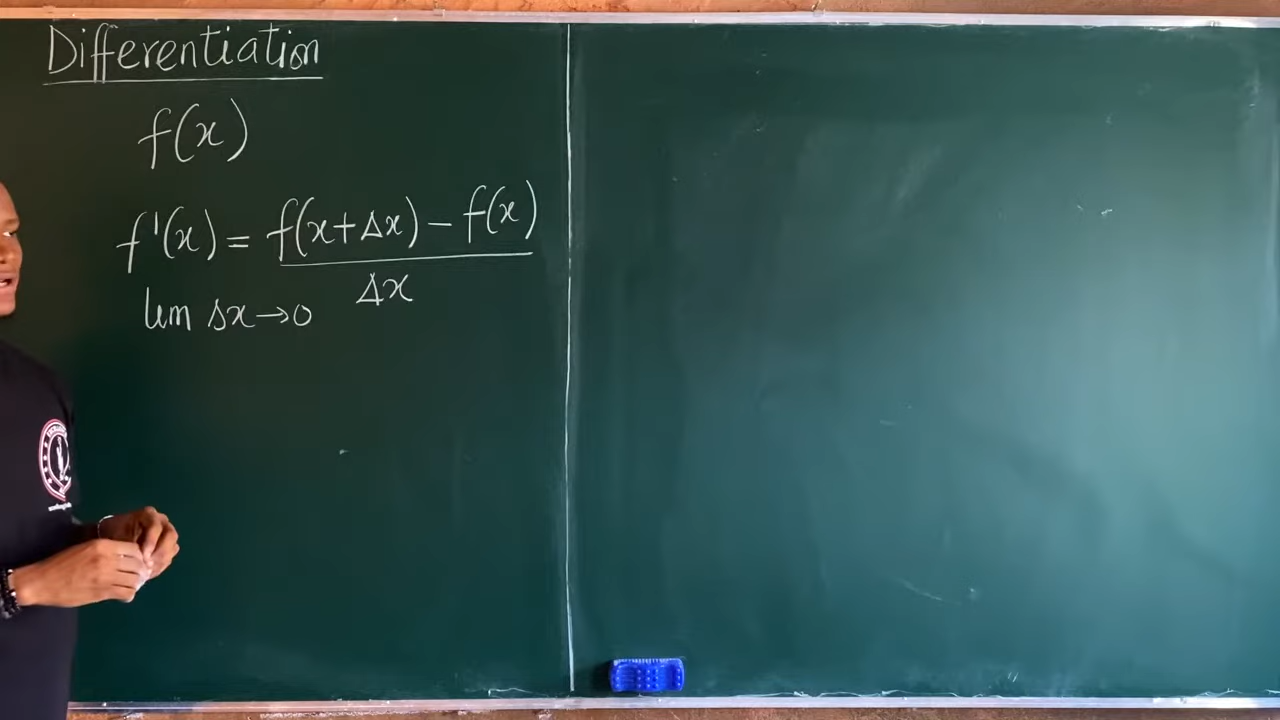 Differentiation
f(x)
f'(x) = f(x+Δx) - f(x)
Δx
lim Δx→0